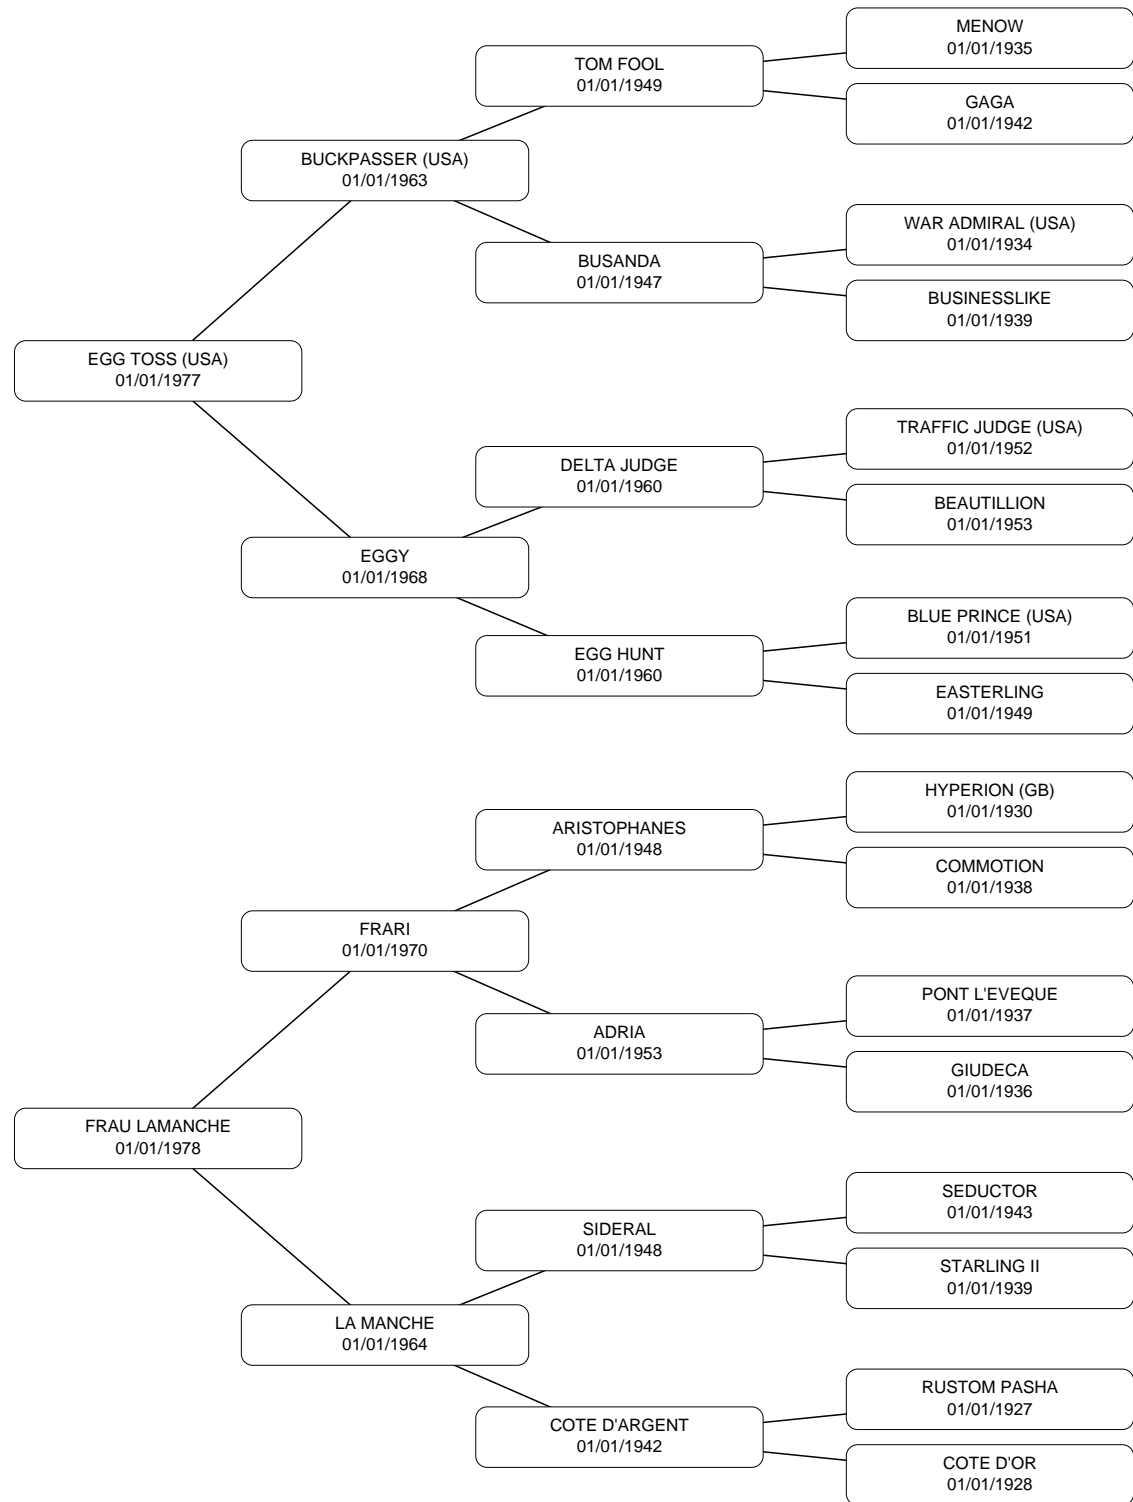 MENOW
01/01/1935
TOM FOOL
01/01/1949
GAGA
01/01/1942
BUCKPASSER (USA)
01/01/1963
WAR ADMIRAL (USA)
01/01/1934
BUSANDA
01/01/1947
BUSINESSLIKE
01/01/1939
EGG TOSS (USA)
01/01/1977
TRAFFIC JUDGE (USA)
01/01/1952
DELTA JUDGE
01/01/1960
BEAUTILLION
01/01/1953
EGGY
01/01/1968
BLUE PRINCE (USA)
01/01/1951
EGG HUNT
01/01/1960
EASTERLING
01/01/1949
HYPERION (GB)
01/01/1930
ARISTOPHANES
01/01/1948
COMMOTION
01/01/1938
FRARI
01/01/1970
PONT L'EVEQUE
01/01/1937
ADRIA
01/01/1953
GIUDECA
01/01/1936
FRAU LAMANCHE
01/01/1978
SEDUCTOR
01/01/1943
SIDERAL
01/01/1948
STARLING II
01/01/1939
LA MANCHE
01/01/1964
RUSTOM PASHA
01/01/1927
COTE D'ARGENT
01/01/1942
COTE D'OR
01/01/1928